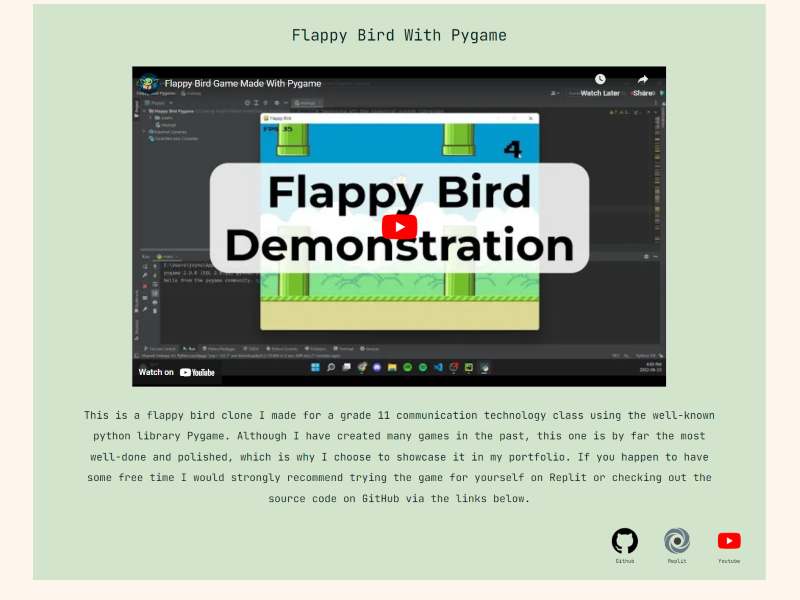 Flappy Bird With Pygame
Flappy Bird Game Made With Pygame
Watch Later
Share
Flappy Bird
FPS 35
4
Flappy Bird
Demonstration
Watch on YouTube
This is a flappy bird clone I made for a grade 11 communication technology class using the well-known
python library Pygame. Although I have created many games in the past, this one is by far the most
well-done and polished, which is why I choose to showcase it in my portfolio. If you happen to have
some free time I would strongly recommend trying the game for yourself on Replit or checking out the
source code on GitHub via the links below.
Github
Replit
Youtube